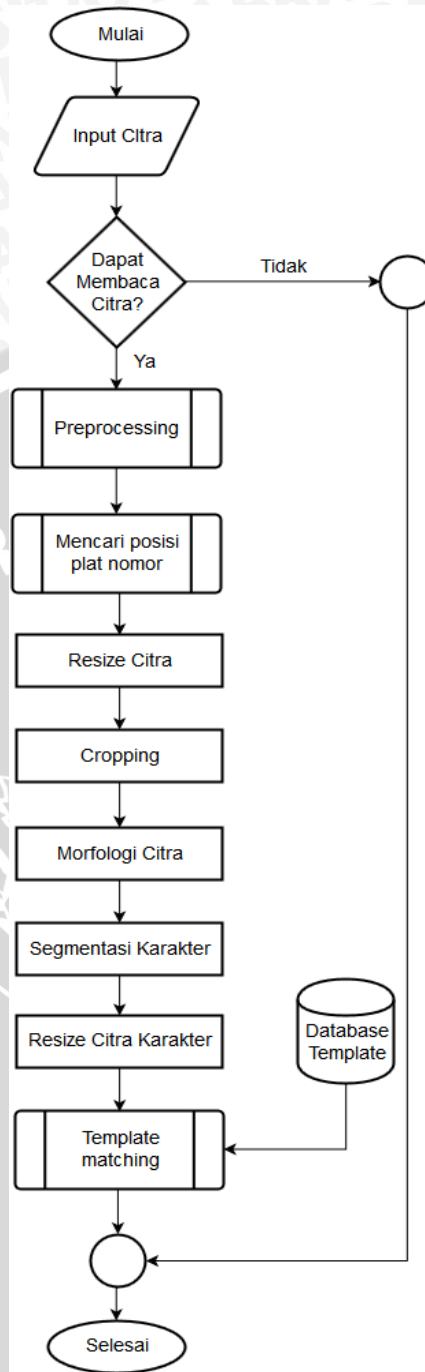 Mulai
Input CItra
Dapat
Membaca
Citra?
Tidak
Ya
Preprocessing
Mencari posisi
plat nomor
Resize Citra
Cropping
Morfologi Citra
Segmentasi Karakter
Resize Citra Karakter
Database
Template
Template
matching
Selesai